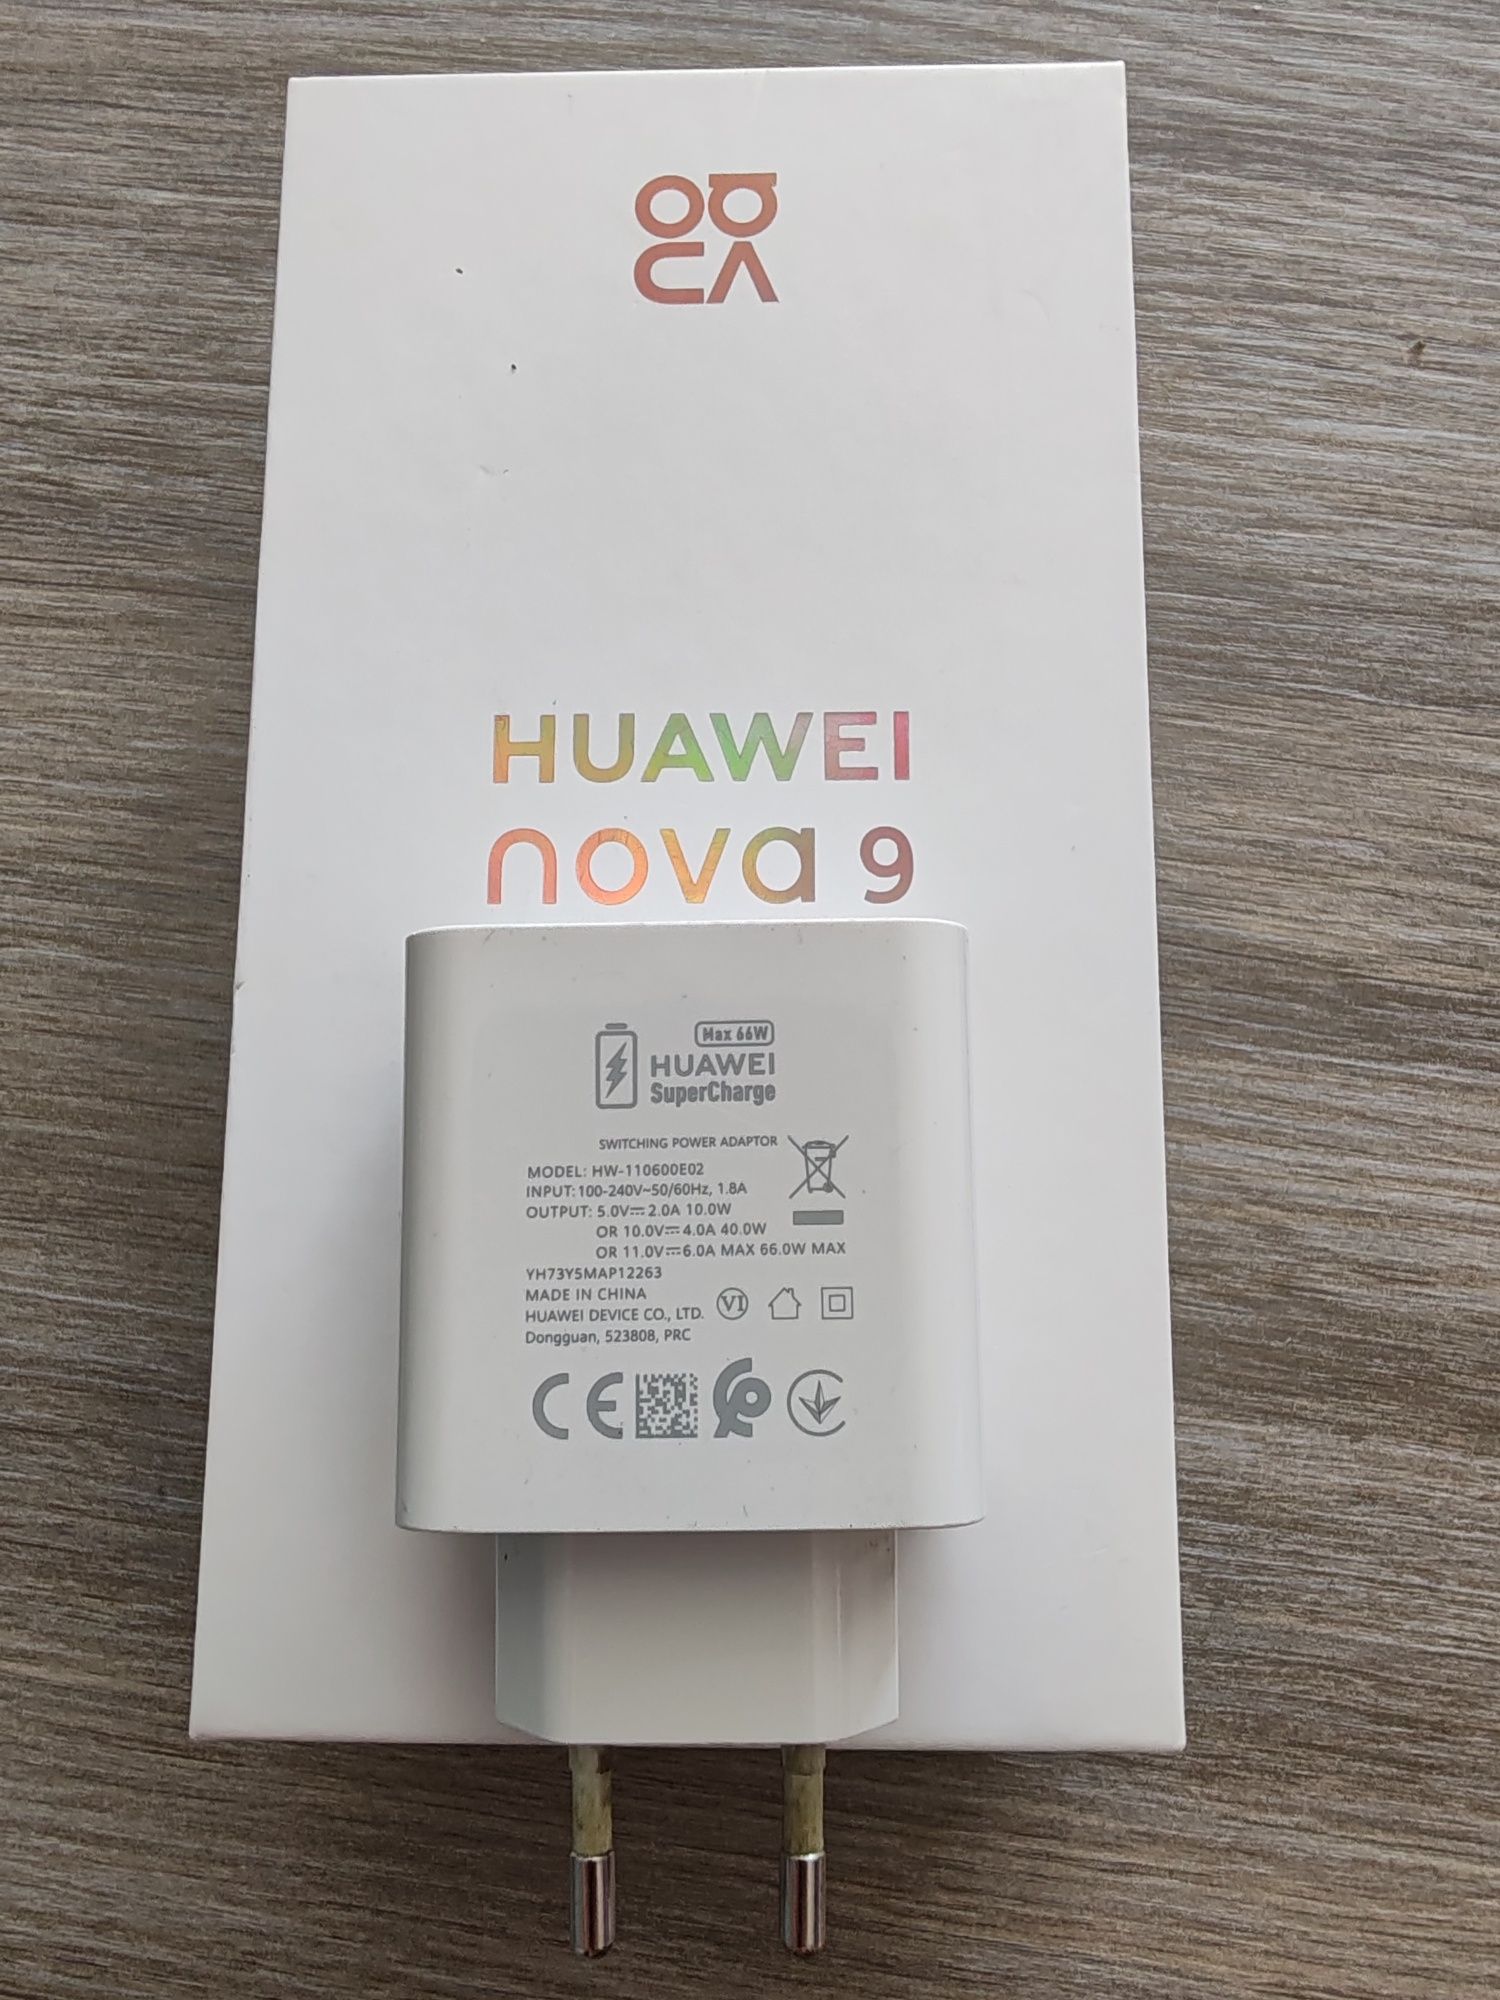 nova
HUAWEI
nova 9
Max 66W
HUAWEI
SuperCharge
SWITCHING POWER ADAPTOR
MODEL: HW-110600E02
INPUT: 100-240V~50/60Hz, 1.8A
OUTPUT: 5.0V⎓2.0A 10.0W
OR 10.0V⎓4.0A 40.0W
OR 11.0V⎓6.0A MAX 66.0W MAX
YH73Y5MAP12263
MADE IN CHINA
HUAWEI DEVICE CO., LTD.
VI
Dongguan, 523808, PRC
CE